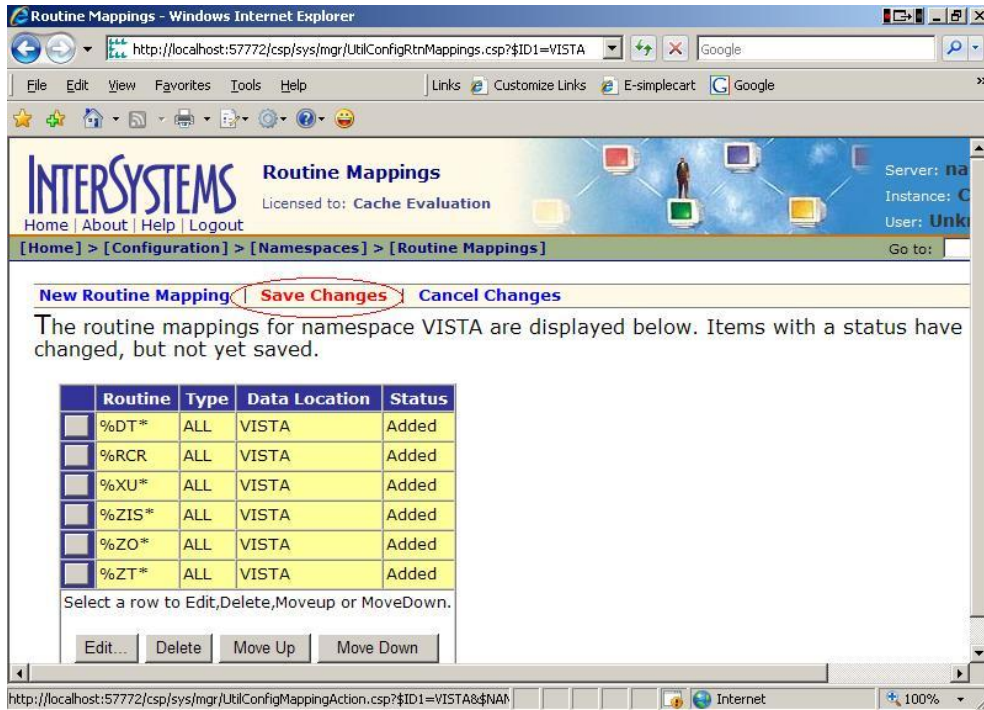 Routine Mappings - Windows Internet Explorer
http://localhost:57772/csp/sys/mgr/UtilConfigRtnMappings.csp?$ID1=VISTA
Google
File Edit View Favorites Tools Help
Links Customize Links E-simplecart Google
INTERSYSTEMS
Home | About | Help | Logout
Routine Mappings
Licensed to: Cache Evaluation
Server: na
Instance: C
User: Unk
[Home] > [Configuration] > [Namespaces] > [Routine Mappings]
Go to:
New Routine Mapping | Save Changes | Cancel Changes
The routine mappings for namespace VISTA are displayed below. Items with a status have
changed, but not yet saved.
Routine Type Data Location Status
%DT* ALL VISTA Added
%RCR ALL VISTA Added
%XU* ALL VISTA Added
%ZIS* ALL VISTA Added
%ZO* ALL VISTA Added
%ZT* ALL VISTA Added
Select a row to Edit,Delete,Moveup or MoveDown.
Edit... Delete Move Up Move Down
http://localhost:57772/csp/sys/mgr/UtilConfigMappingAction.csp?$ID1=VISTA&$NAM
Internet
100%